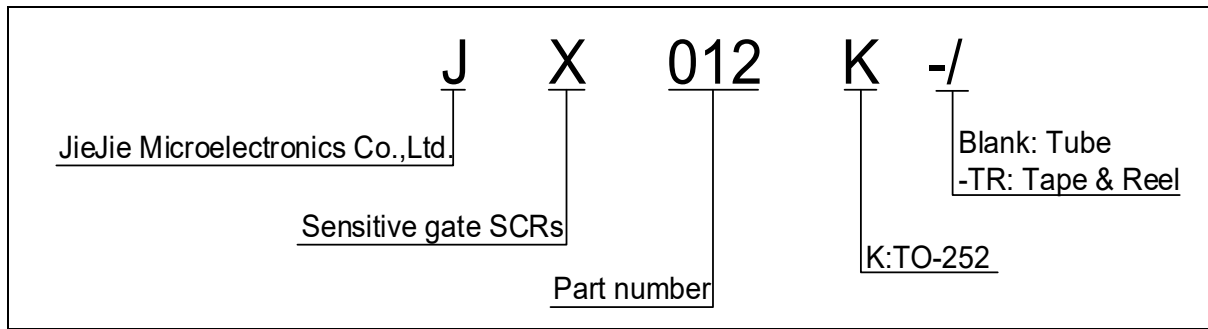 J X 012 K -/
JieJie Microelectronics Co.,Ltd.
Blank: Tube
-TR: Tape & Reel
Sensitive gate SCRs
K:TO-252
Part number